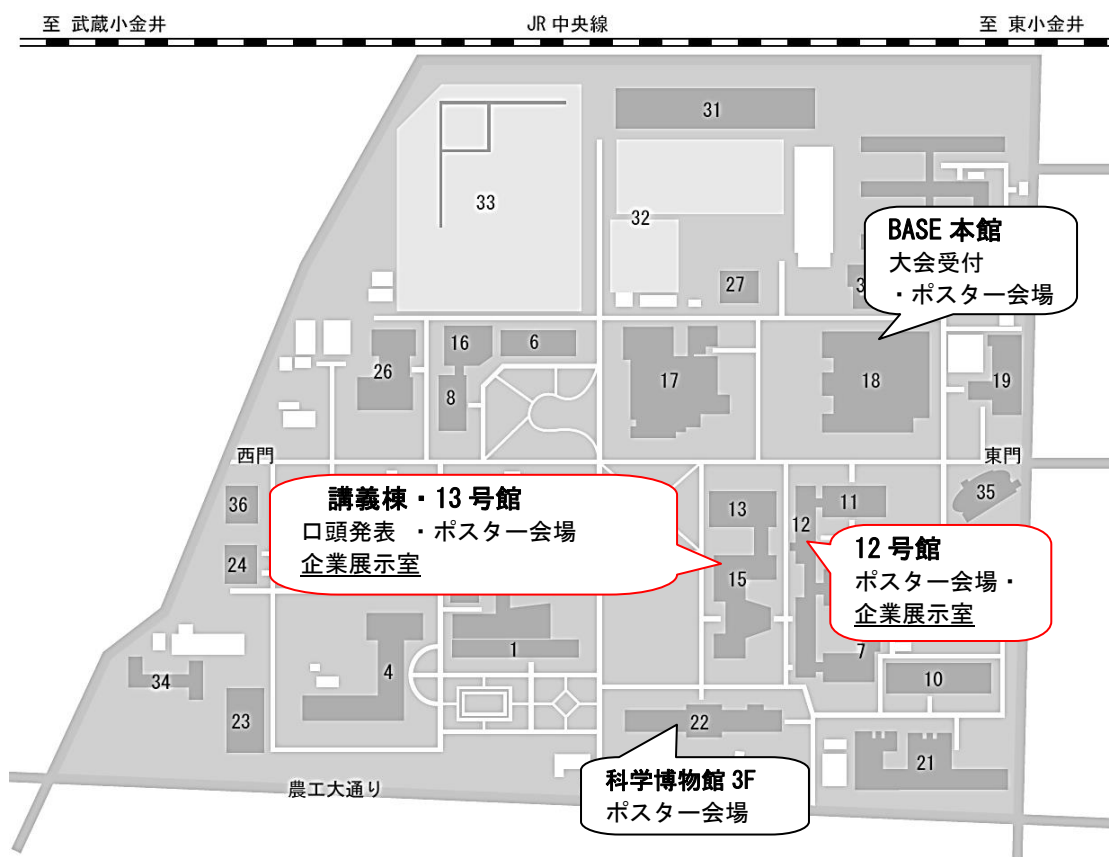 至 武蔵小金井
JR 中央線
至 東小金井
31
33
32
BASE 本館
大会受付
・ポスター会場
27
3
16
6
26
8
17
18
19
西門
東門
講義棟・13 号館
口頭発表 ・ポスター会場
企業展示室
36
24
13
12
11
35
15
12 号館
ポスター会場・
企業展示室
1
4
7
10
34
23
22
21
科学博物館 3F
ポスター会場
農工大通り